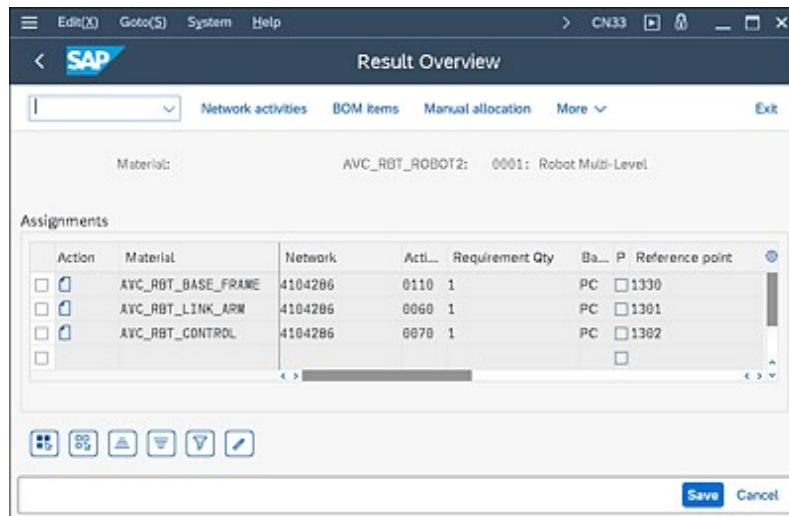 Edit(X) Goto(S) System Help CN33
SAP Result Overview
Network activities BOM items Manual allocation More Exit
Material: AVC_RBT_ROBOT2: 0001: Robot Multi-Level
Assignments
Action Material Network Acti... Requirement Qty Ba... P Reference point
AVC_RBT_BASE_FRAME 4104286 0110 1 PC 1330
AVC_RBT_LINK_ARM 4104286 0060 1 PC 1301
AVC_RBT_CONTROL 4104286 0070 1 PC 1302
Save Cancel